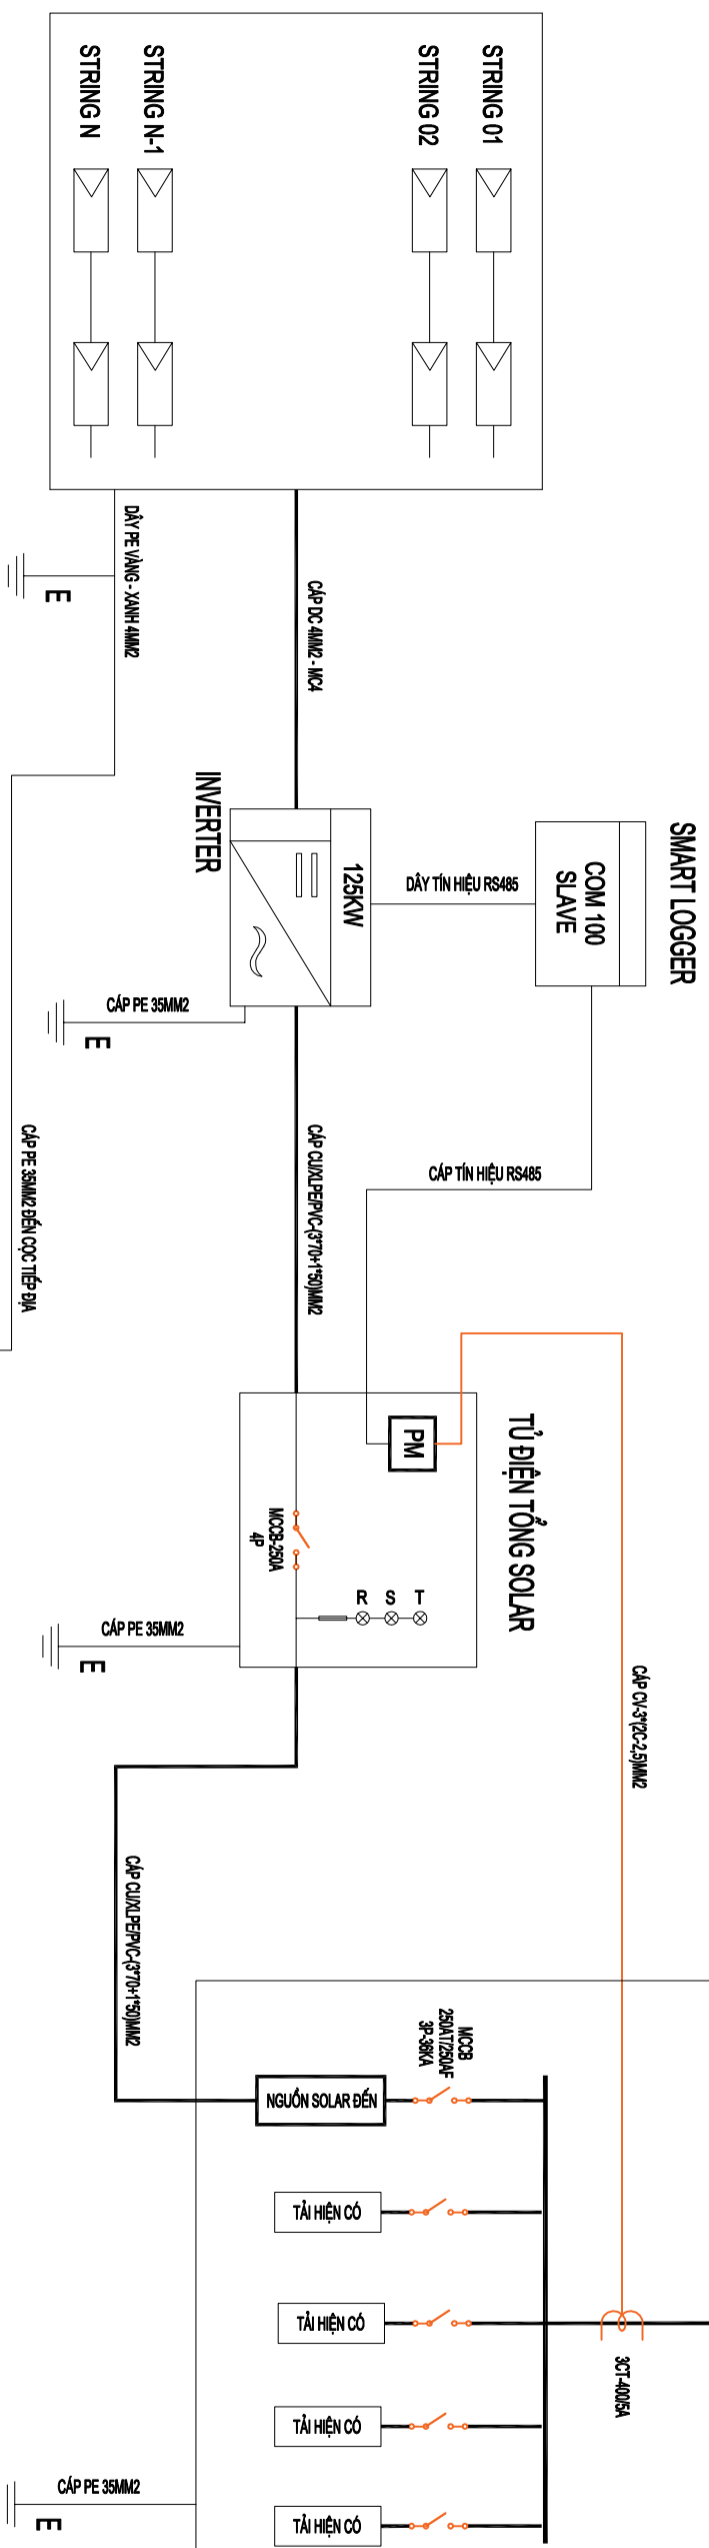 STRING 01
STRING 02
STRING N-1
STRING N
DÂY PE VÀNG - XANH 4MM2
E
CÁP DC 4MM2 - MC4
SMART LOGGER
COM 100
SLAVE
DÂY TÍN HIỆU RS485
125KW
INVERTER
CÁP PE 35MM2
E
CÁP PE 35MM2 ĐẾN CỌC TIẾP ĐỊA
CÁP TÍN HIỆU RS485
CÁP CU/XLPE/PVC-(3*70+1*50)MM2
TỦ ĐIỆN TỔNG SOLAR
PM
MCCB-250A
4P
R S T
CÁP PE 35MM2
E
CÁP CV-3*(2C-2,5)MM2
CÁP CU/XLPE/PVC-(3*70+1*50)MM2
MCCB
250AT/250AF
3P-36KA
NGUỒN SOLAR ĐẾN
TẢI HIỆN CÓ
TẢI HIỆN CÓ
TẢI HIỆN CÓ
TẢI HIỆN CÓ
3CT-400/5A
CÁP PE 35MM2
E